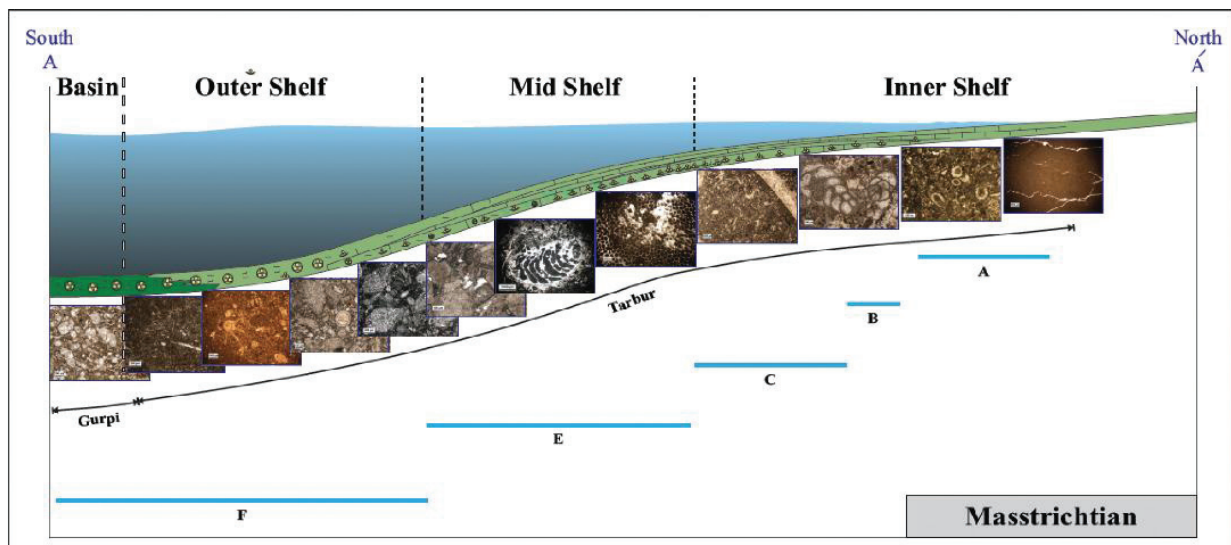 South
A
North
A
Basin
Outer Shelf
Mid Shelf
Inner Shelf
Tarbur
Gurpi
A
B
C
E
F
Masstrichtian